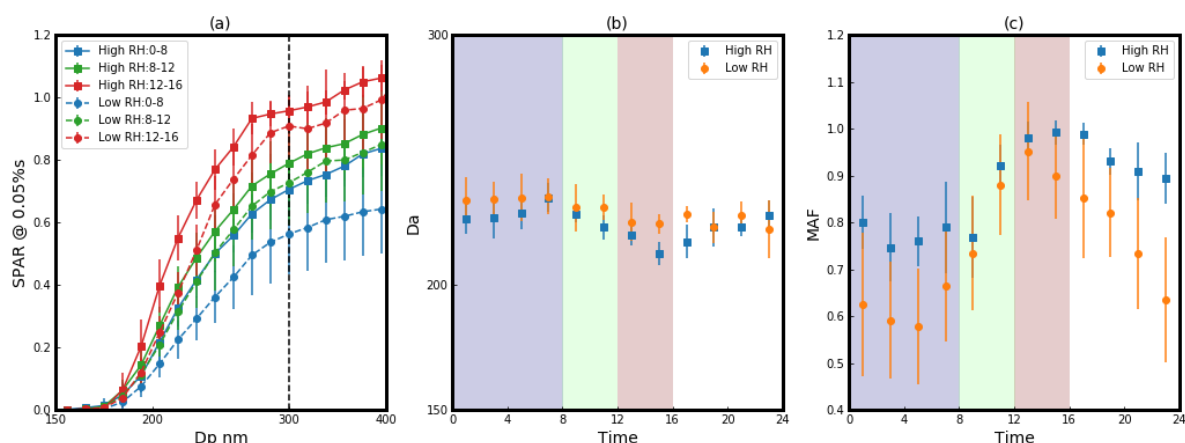 (a)
SPAR @ 0.05%s
1.2
1.0
0.8
0.6
0.4
0.2
0.0
High RH:0-8
High RH:8-12
High RH:12-16
Low RH:0-8
Low RH:8-12
Low RH:12-16
150 200 300 400
Dp nm
(b)
Da
300
200
150
High RH
Low RH
0 4 8 12 16 20 24
Time
(c)
MAF
1.2
1.1
1.0
0.9
0.8
0.7
0.6
0.5
0.4
High RH
Low RH
0 4 8 12 16 20 24
Time